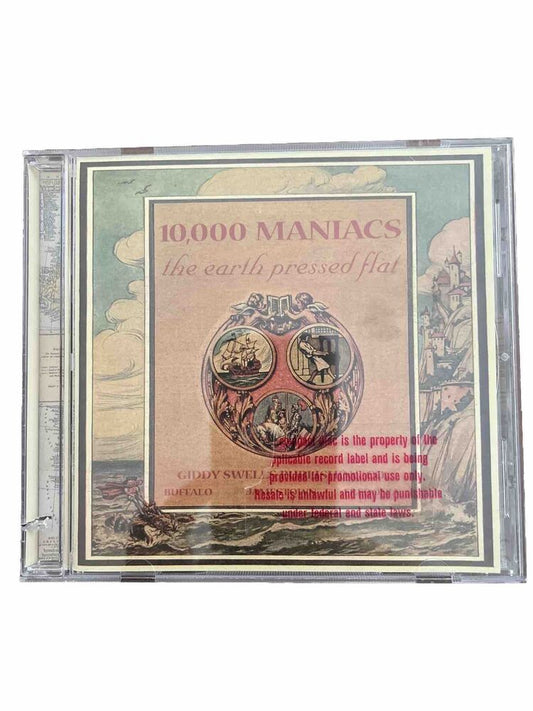 10,000 MANIACS
the earth pressed flat
GIDDY SWELL
BUFFALO
disc is the property of the
record label and is being
provided for promotional use only.
Resale is unlawful and may be punishable
under federal and state laws.